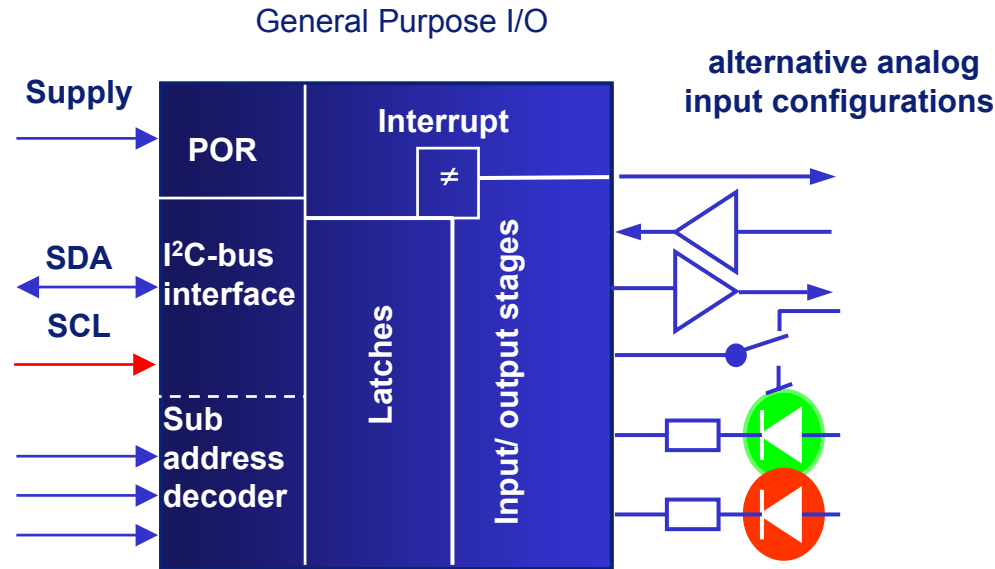 General Purpose I/O
alternative analog
input configurations
Supply
POR
Interrupt
≠
SDA
I²C-bus
interface
SCL
Latches
Input/ output stages
Sub
address
decoder